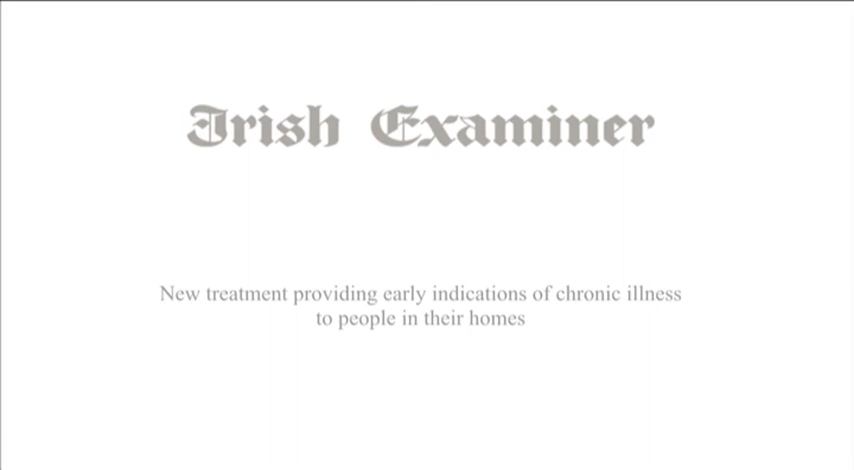 Irish Examiner
New treatment providing early indications of chronic illness
to people in their homes